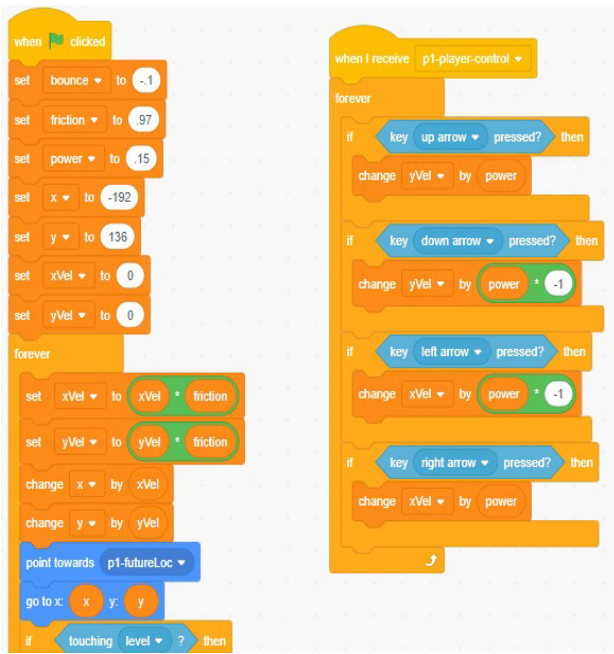 when clicked
set bounce to -.1
set friction to .97
set power to .15
set x to -192
set y to 136
set xVel to 0
set yVel to 0
forever
set xVel to xVel * friction
set yVel to yVel * friction
change x by xVel
change y by yVel
point towards p1-futureLoc
go to x: x y: y
if touching level ? then
when I receive p1-player-control
forever
if key up arrow pressed? then
change yVel by power
if key down arrow pressed? then
change yVel by power * -1
if key left arrow pressed? then
change xVel by power * -1
if key right arrow pressed? then
change xVel by power